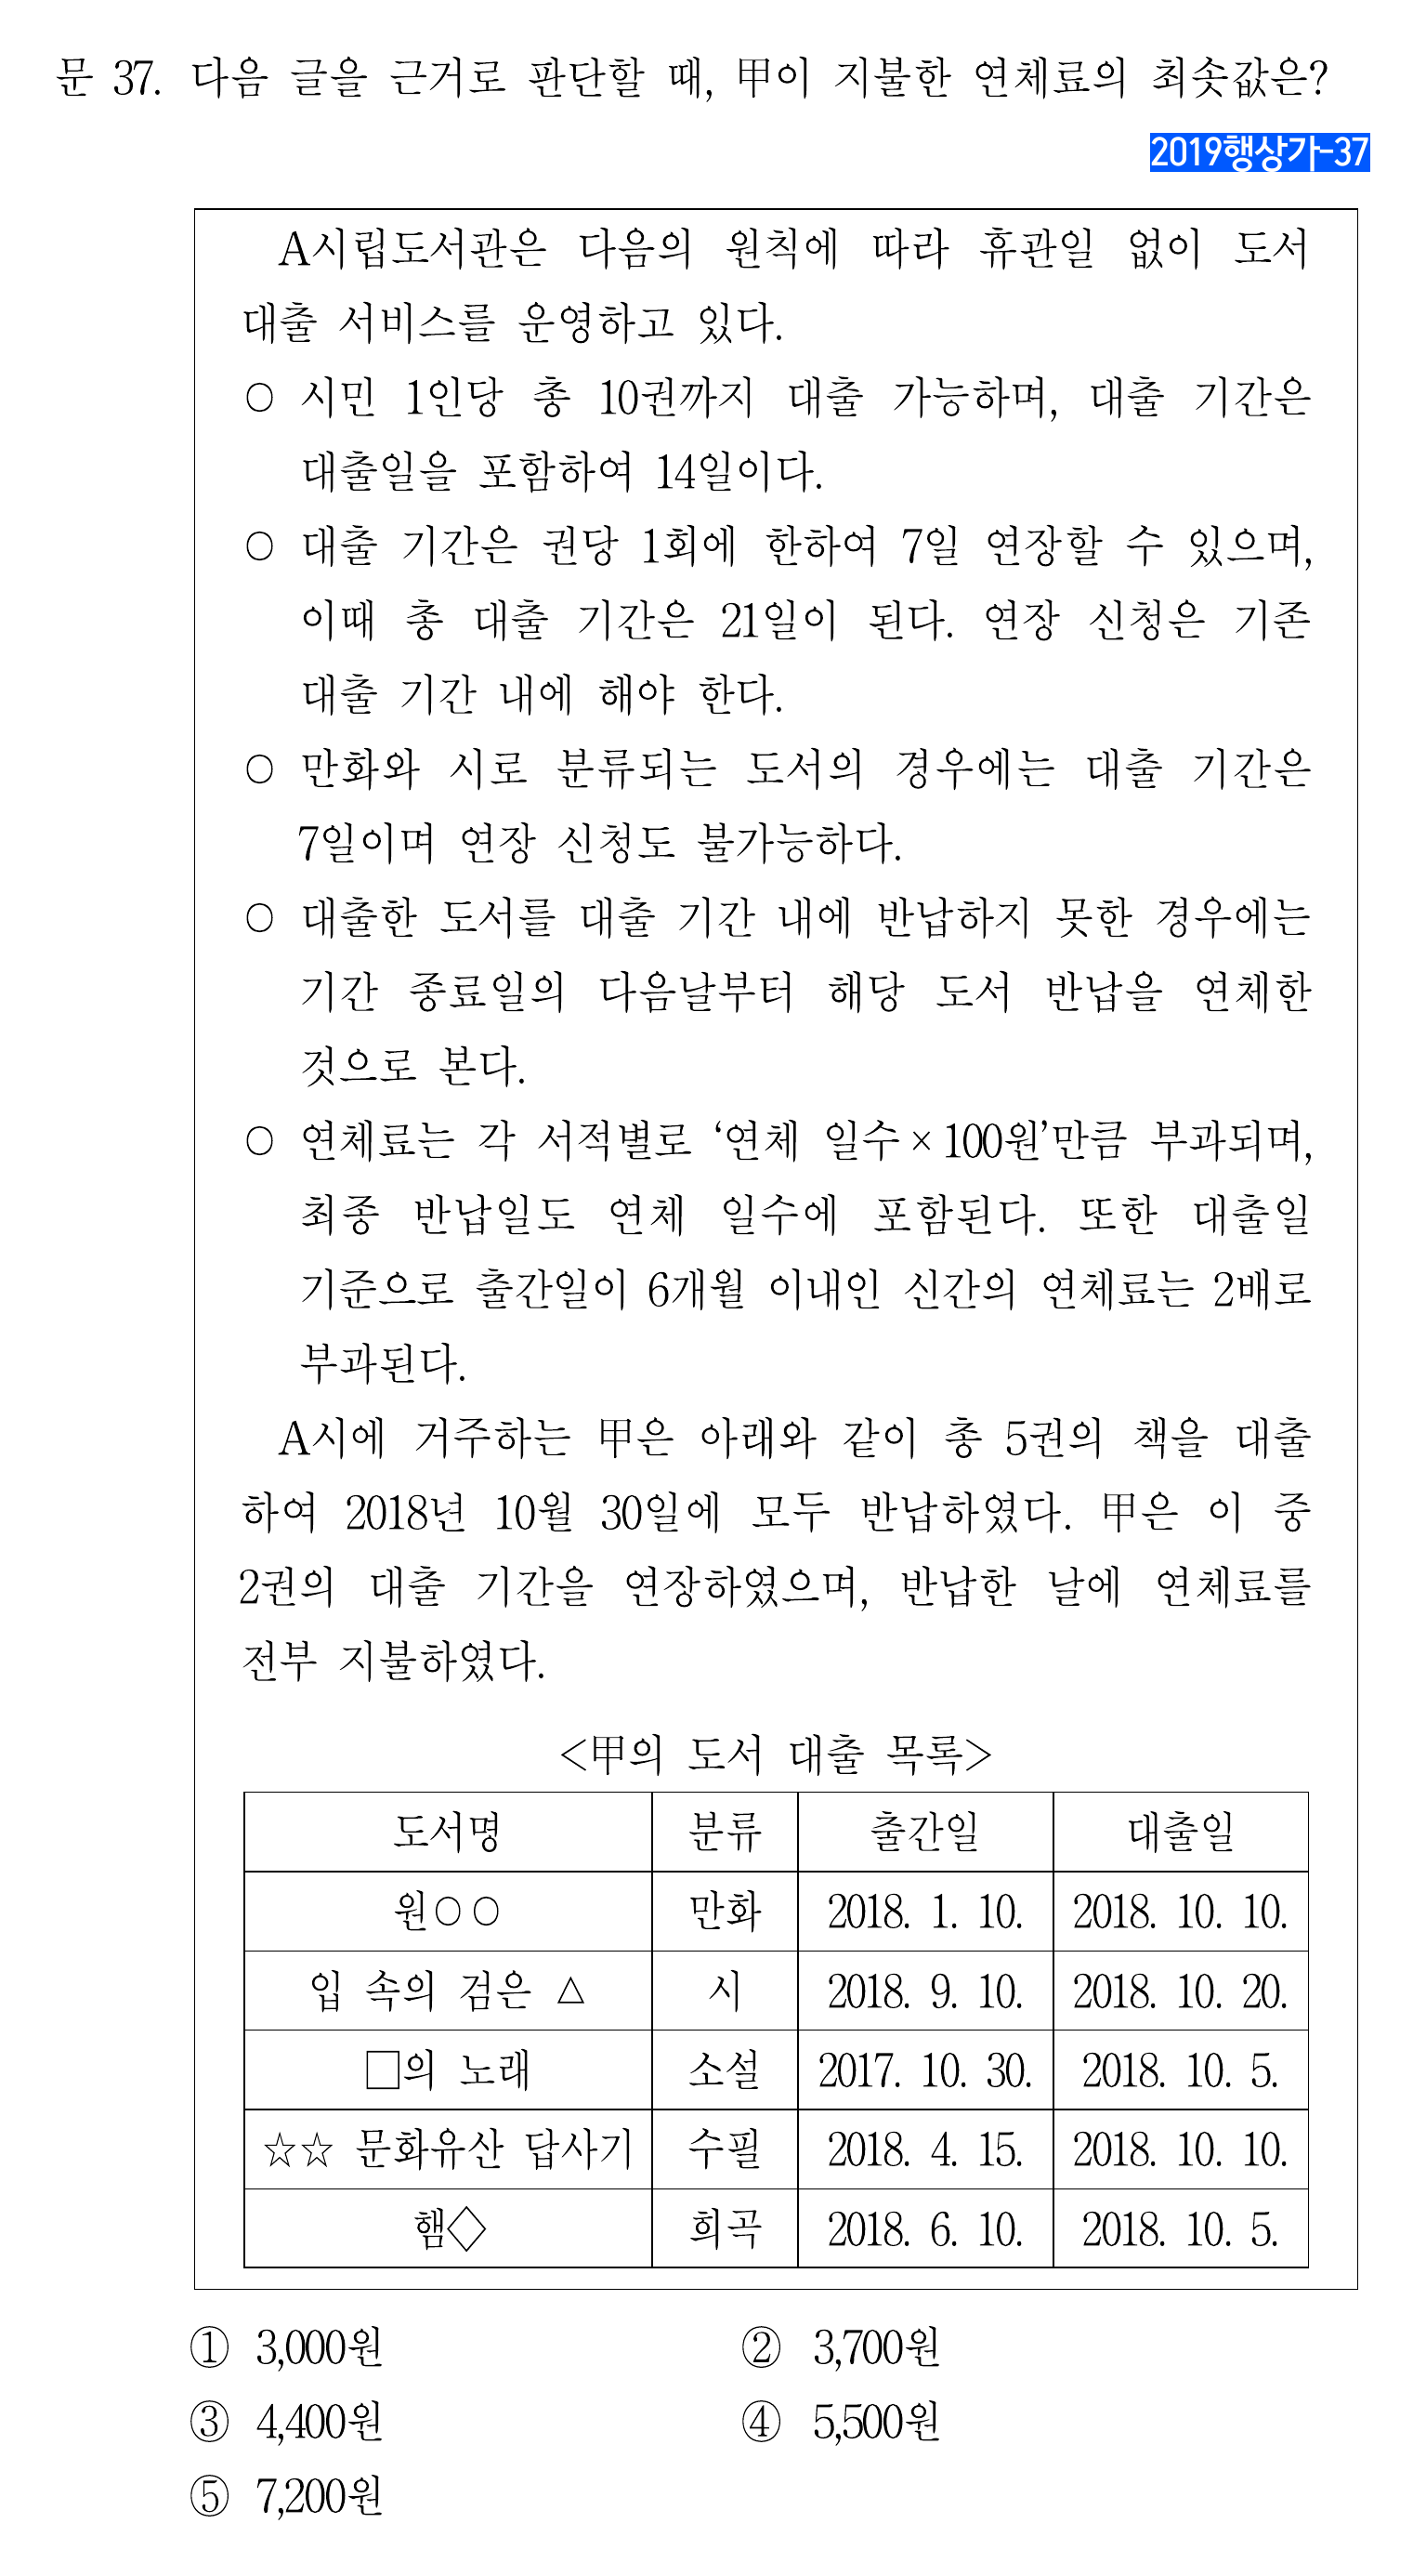 문 37. 다음 글을 근거로 판단할 때, 甲이 지불한 연체료의 최솟값은?
2019행상가-37
A시립도서관은 다음의 원칙에 따라 휴관일 없이 도서
대출 서비스를 운영하고 있다.
○ 시민 1인당 총 10권까지 대출 가능하며, 대출 기간은
대출일을 포함하여 14일이다.
○ 대출 기간은 권당 1회에 한하여 7일 연장할 수 있으며,
이때 총 대출 기간은 21일이 된다. 연장 신청은 기존
대출 기간 내에 해야 한다.
○ 만화와 시로 분류되는 도서의 경우에는 대출 기간은
7일이며 연장 신청도 불가능하다.
○ 대출한 도서를 대출 기간 내에 반납하지 못한 경우에는
기간 종료일의 다음날부터 해당 도서 반납을 연체한
것으로 본다.
○ 연체료는 각 서적별로 ‘연체 일수×100원’만큼 부과되며,
최종 반납일도 연체 일수에 포함된다. 또한 대출일
기준으로 출간일이 6개월 이내인 신간의 연체료는 2배로
부과된다.
A시에 거주하는 甲은 아래와 같이 총 5권의 책을 대출
하여 2018년 10월 30일에 모두 반납하였다. 甲은 이 중
2권의 대출 기간을 연장하였으며, 반납한 날에 연체료를
전부 지불하였다.
<甲의 도서 대출 목록>
도서명 분류 출간일 대출일
원○○ 만화 2018. 1. 10. 2018. 10. 10.
입 속의 검은 △ 시 2018. 9. 10. 2018. 10. 20.
□의 노래 소설 2017. 10. 30. 2018. 10. 5.
☆☆ 문화유산 답사기 수필 2018. 4. 15. 2018. 10. 10.
햄◇ 희곡 2018. 6. 10. 2018. 10. 5.
① 3,000원 ② 3,700원
③ 4,400원 ④ 5,500원
⑤ 7,200원